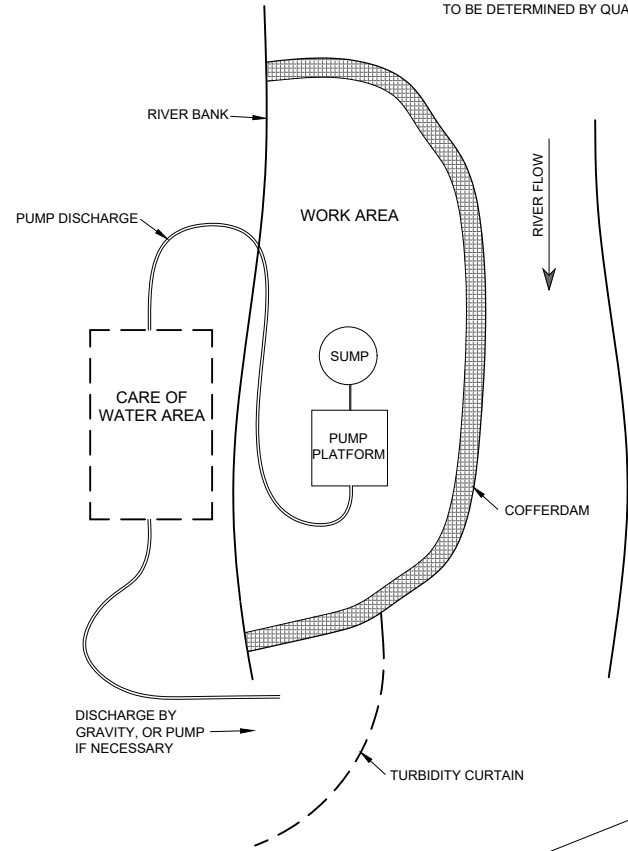 TO BE DETERMINED BY QUA
RIVER BANK
RIVER FLOW
PUMP DISCHARGE
WORK AREA
SUMP
CARE OF
WATER AREA
PUMP
PLATFORM
COFFERDAM
DISCHARGE BY
GRAVITY, OR PUMP
IF NECESSARY
TURBIDITY CURTAIN